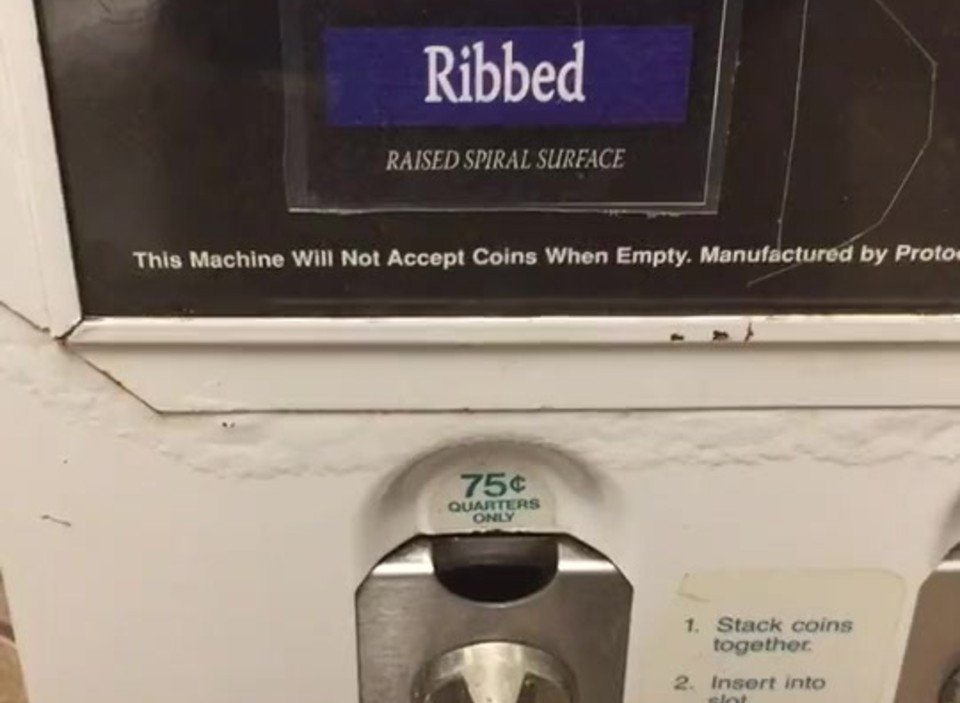 Ribbed
RAISED SPIRAL SURFACE
This Machine Will Not Accept Coins When Empty. Manufactured by
75¢
QUARTERS
ONLY
1. Stack coins
together.
2. Insert into
slot